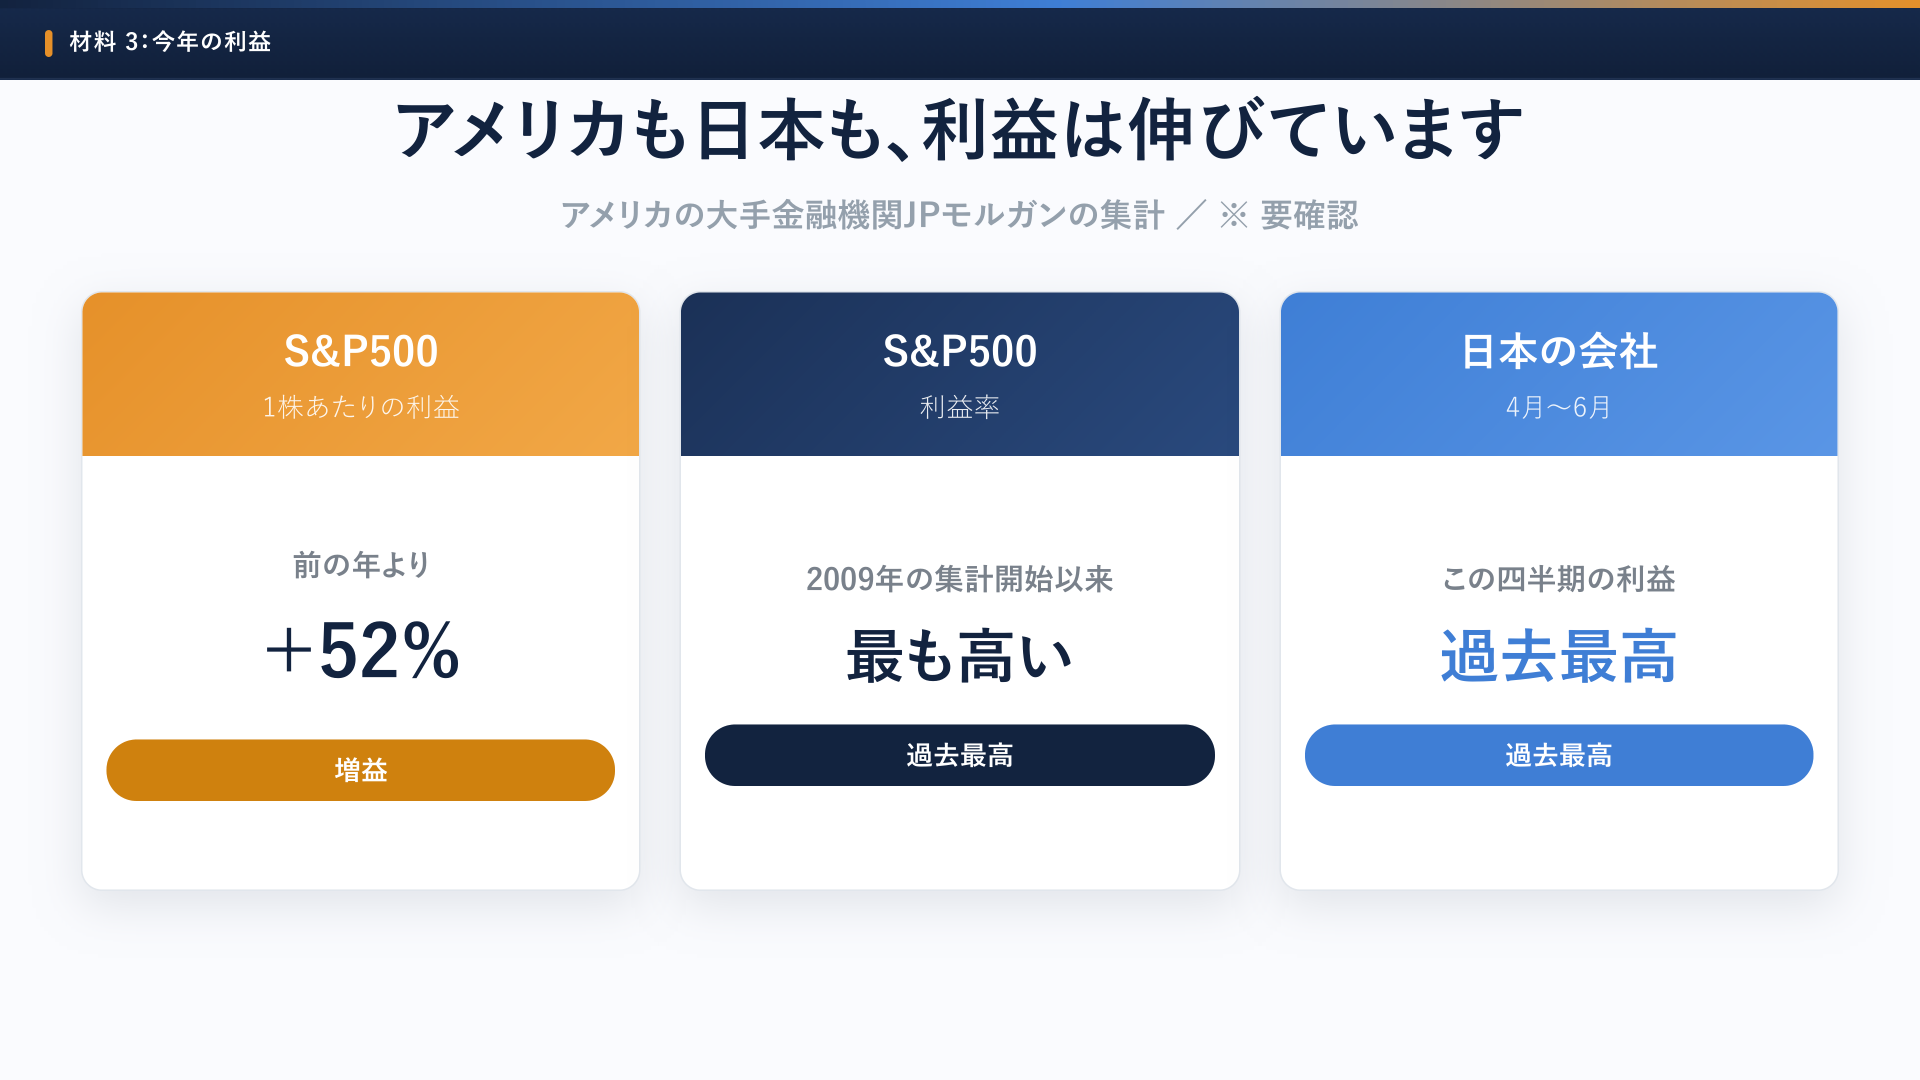 材料 3：今年の利益
アメリカも日本も、利益は伸びています
アメリカの大手金融機関JPモルガンの集計 ／ ※ 要確認
S&P500
1株あたりの利益
前の年より
＋52%
増益
S&P500
利益率
2009年の集計開始以来
最も高い
過去最高
日本の会社
4月〜6月
この四半期の利益
過去最高
過去最高